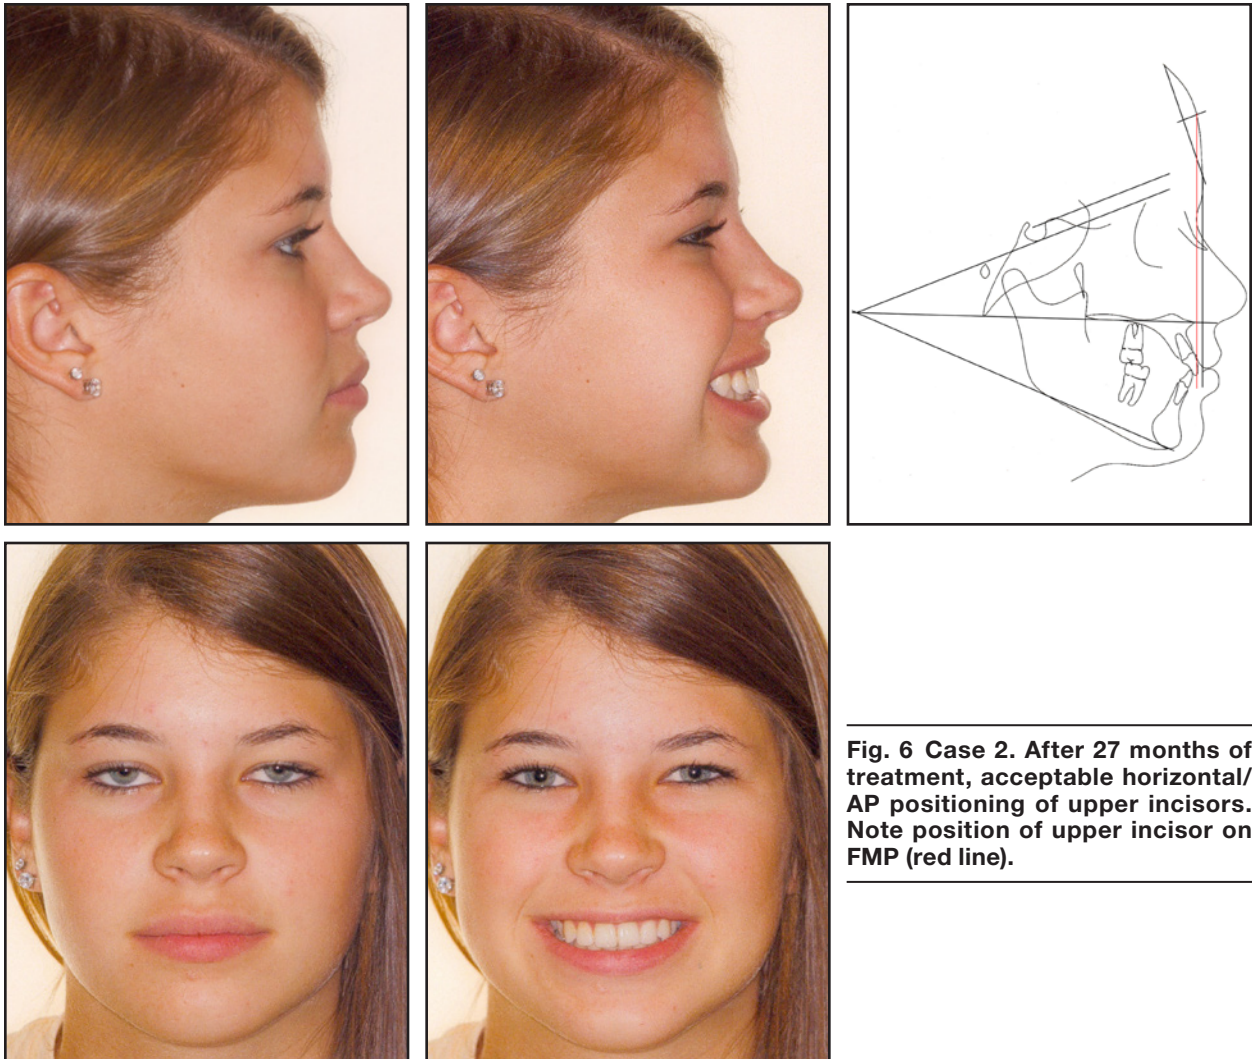 Fig. 6 Case 2. After 27 months of
treatment, acceptable horizontal/
AP positioning of upper incisors.
Note position of upper incisor on
FMP (red line).